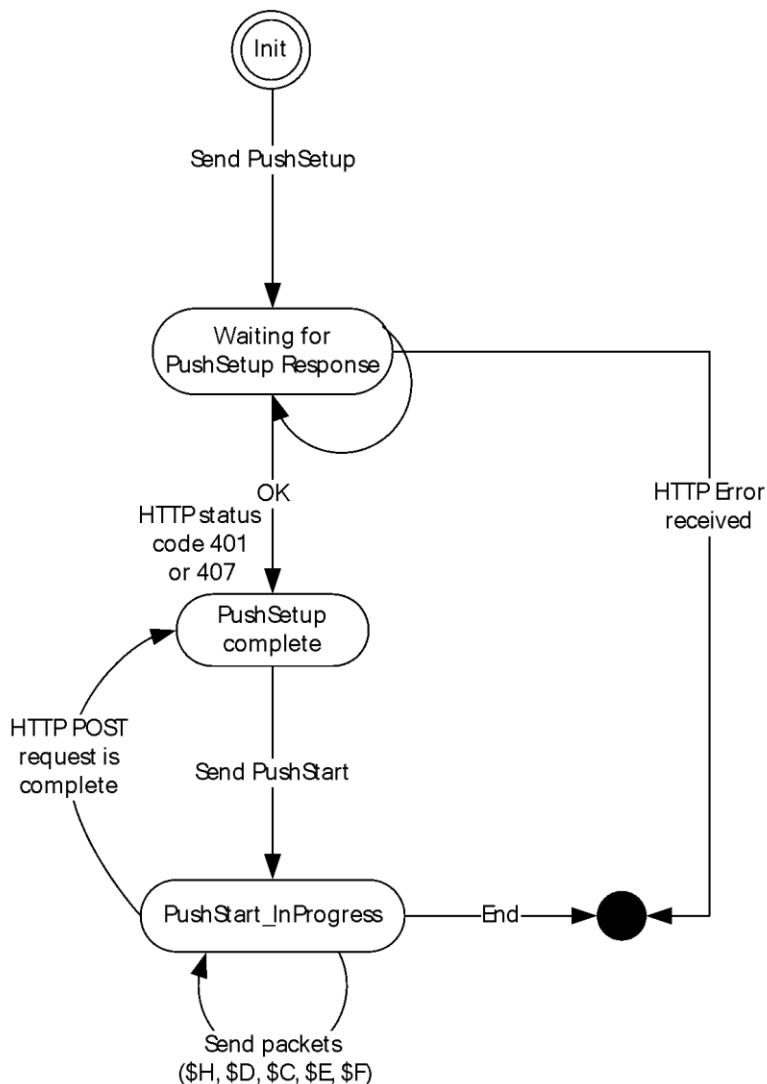 Init
Send PushSetup
Waiting for
PushSetup Response
OK
HTTP status
code 401
or 407
HTTP Error
received
PushSetup
complete
HTTP POST
request is
complete
Send PushStart
PushStart_InProgress
End
Send packets
($H, $D, $C, $E, $F)